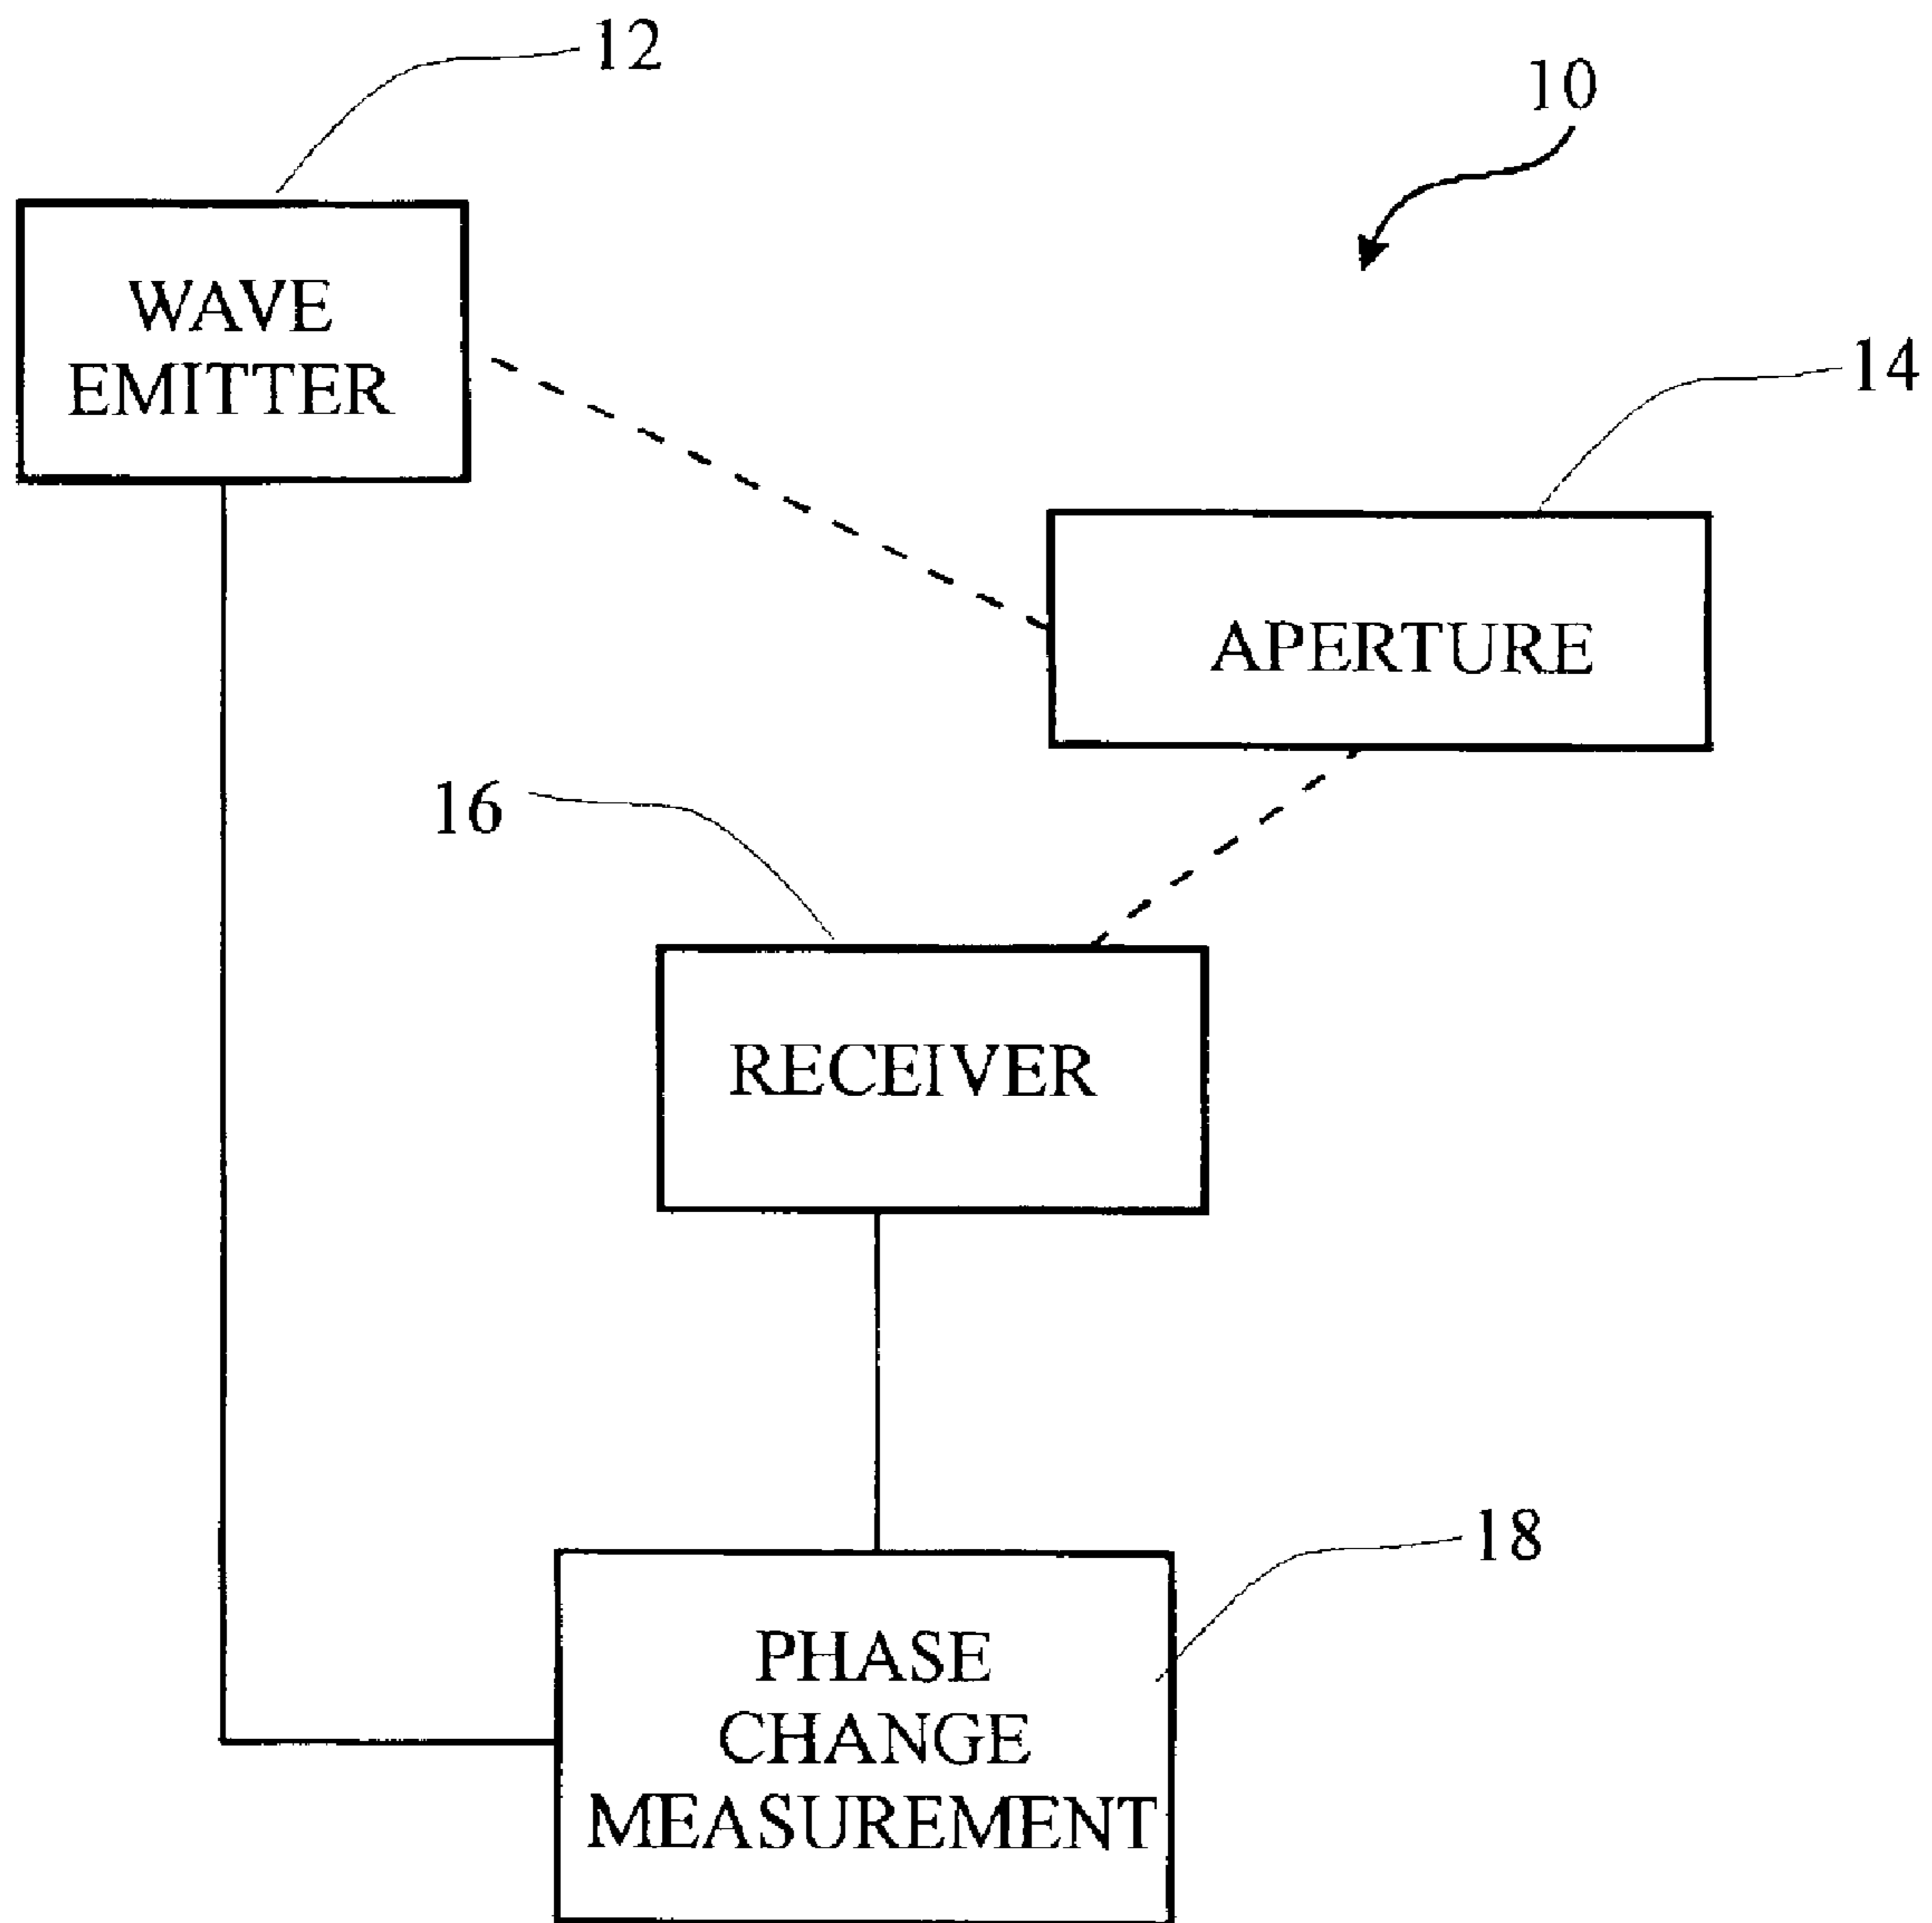 12
10
WAVE
EMITTER
14
APERTURE
16
RECEIVER
18
PHASE
CHANGE
MEASUREMENT